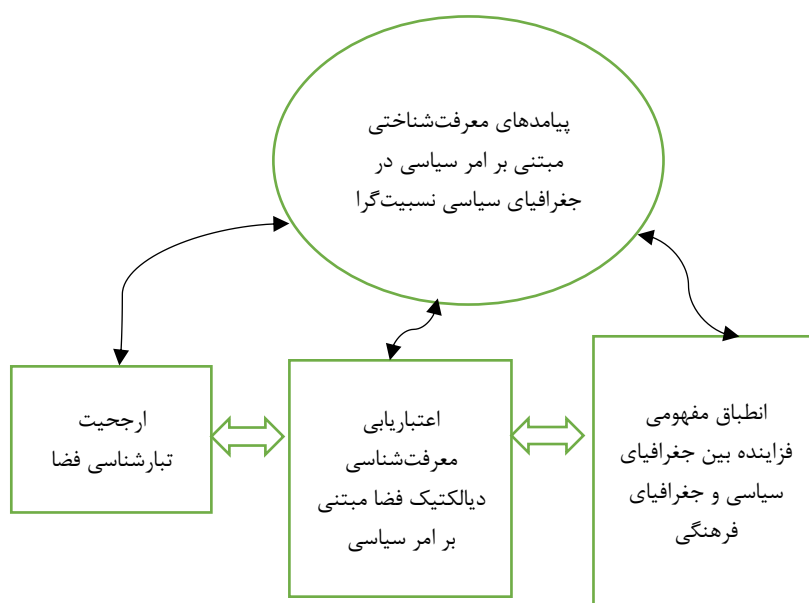 پیامدهای معرفت‌شناختی
مبتنی بر امر سیاسی در
جغرافیای سیاسی نسبیت‌گرا
انطباق مفهومی
فزاینده بین جغرافیای
سیاسی و جغرافیای
فرهنگی
اعتباریابی
معرفت‌شناسی
دیالکتیک فضا مبتنی
بر امر سیاسی
ارجحیت
تبارشناسی فضا